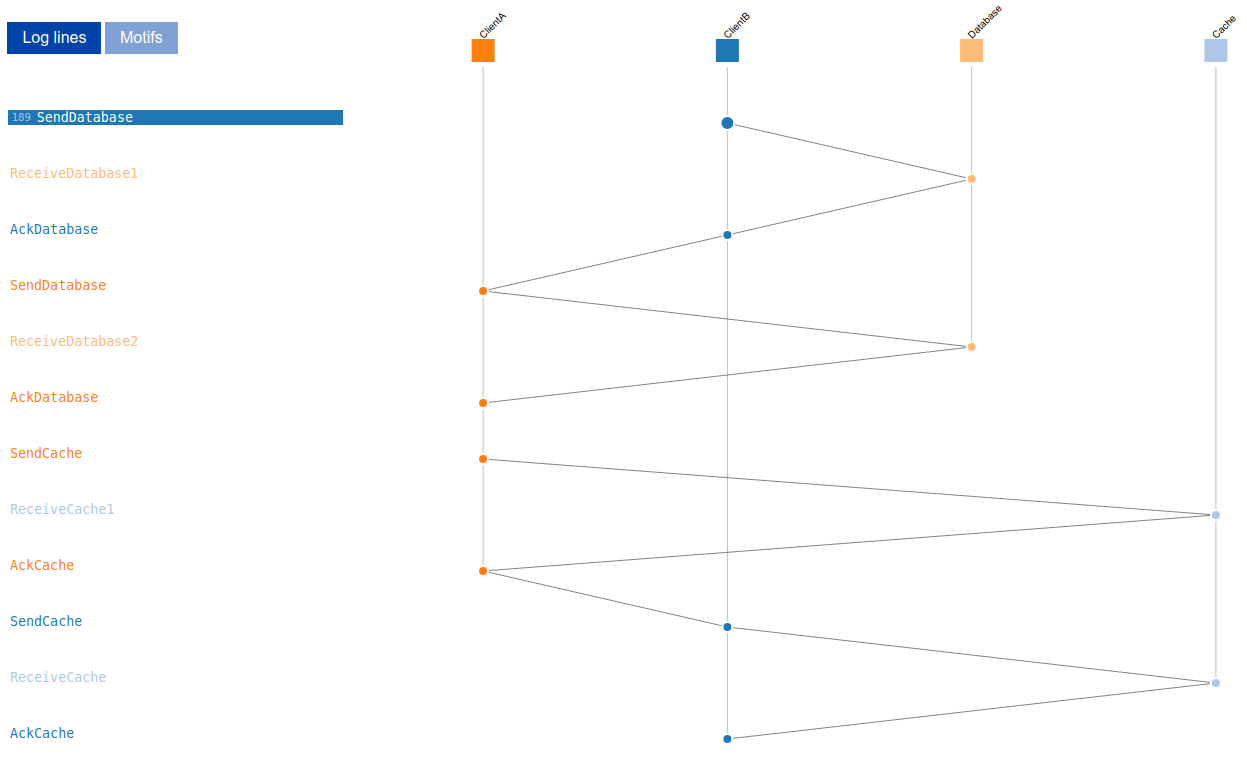 Log lines
Motifs
ClientA
ClientB
Database
Cache
189 SendDatabase
ReceiveDatabase1
AckDatabase
SendDatabase
ReceiveDatabase2
AckDatabase
SendCache
ReceiveCache1
AckCache
SendCache
ReceiveCache
AckCache